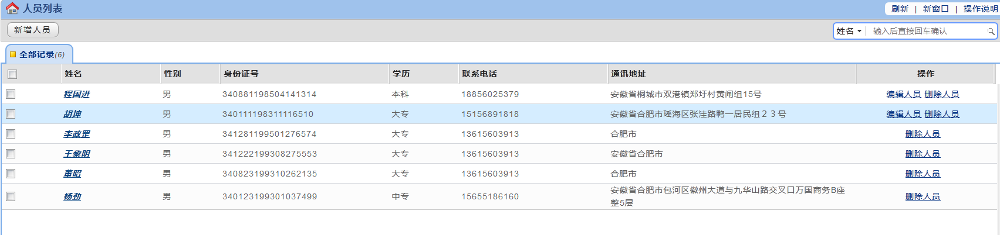 人员列表
刷新 | 新窗口 | 操作说明
新增人员
姓名 输入后直接回车确认
全部记录(6)
姓名 性别 身份证号 学历 联系电话 通讯地址 操作
程国进 男 340881198504141314 本科 18856025379 安徽省桐城市双港镇郑圩村黄闸组15号 编辑人员 删除人员
胡坤 男 340111198311116510 大专 15156891818 安徽省合肥市瑶海区张洼路鸭一居民组２３号 编辑人员 删除人员
李政罡 男 341281199501276574 大专 13615603913 合肥市 删除人员
王黎明 男 341222199308275553 大专 13615603913 安徽省合肥市 删除人员
董昭 男 340823199310262135 大专 13615603913 合肥市 删除人员
杨劲 男 340123199301037499 中专 15655186160 安徽省合肥市包河区徽州大道与九华山路交叉口万国商务B座 删除人员
整5层